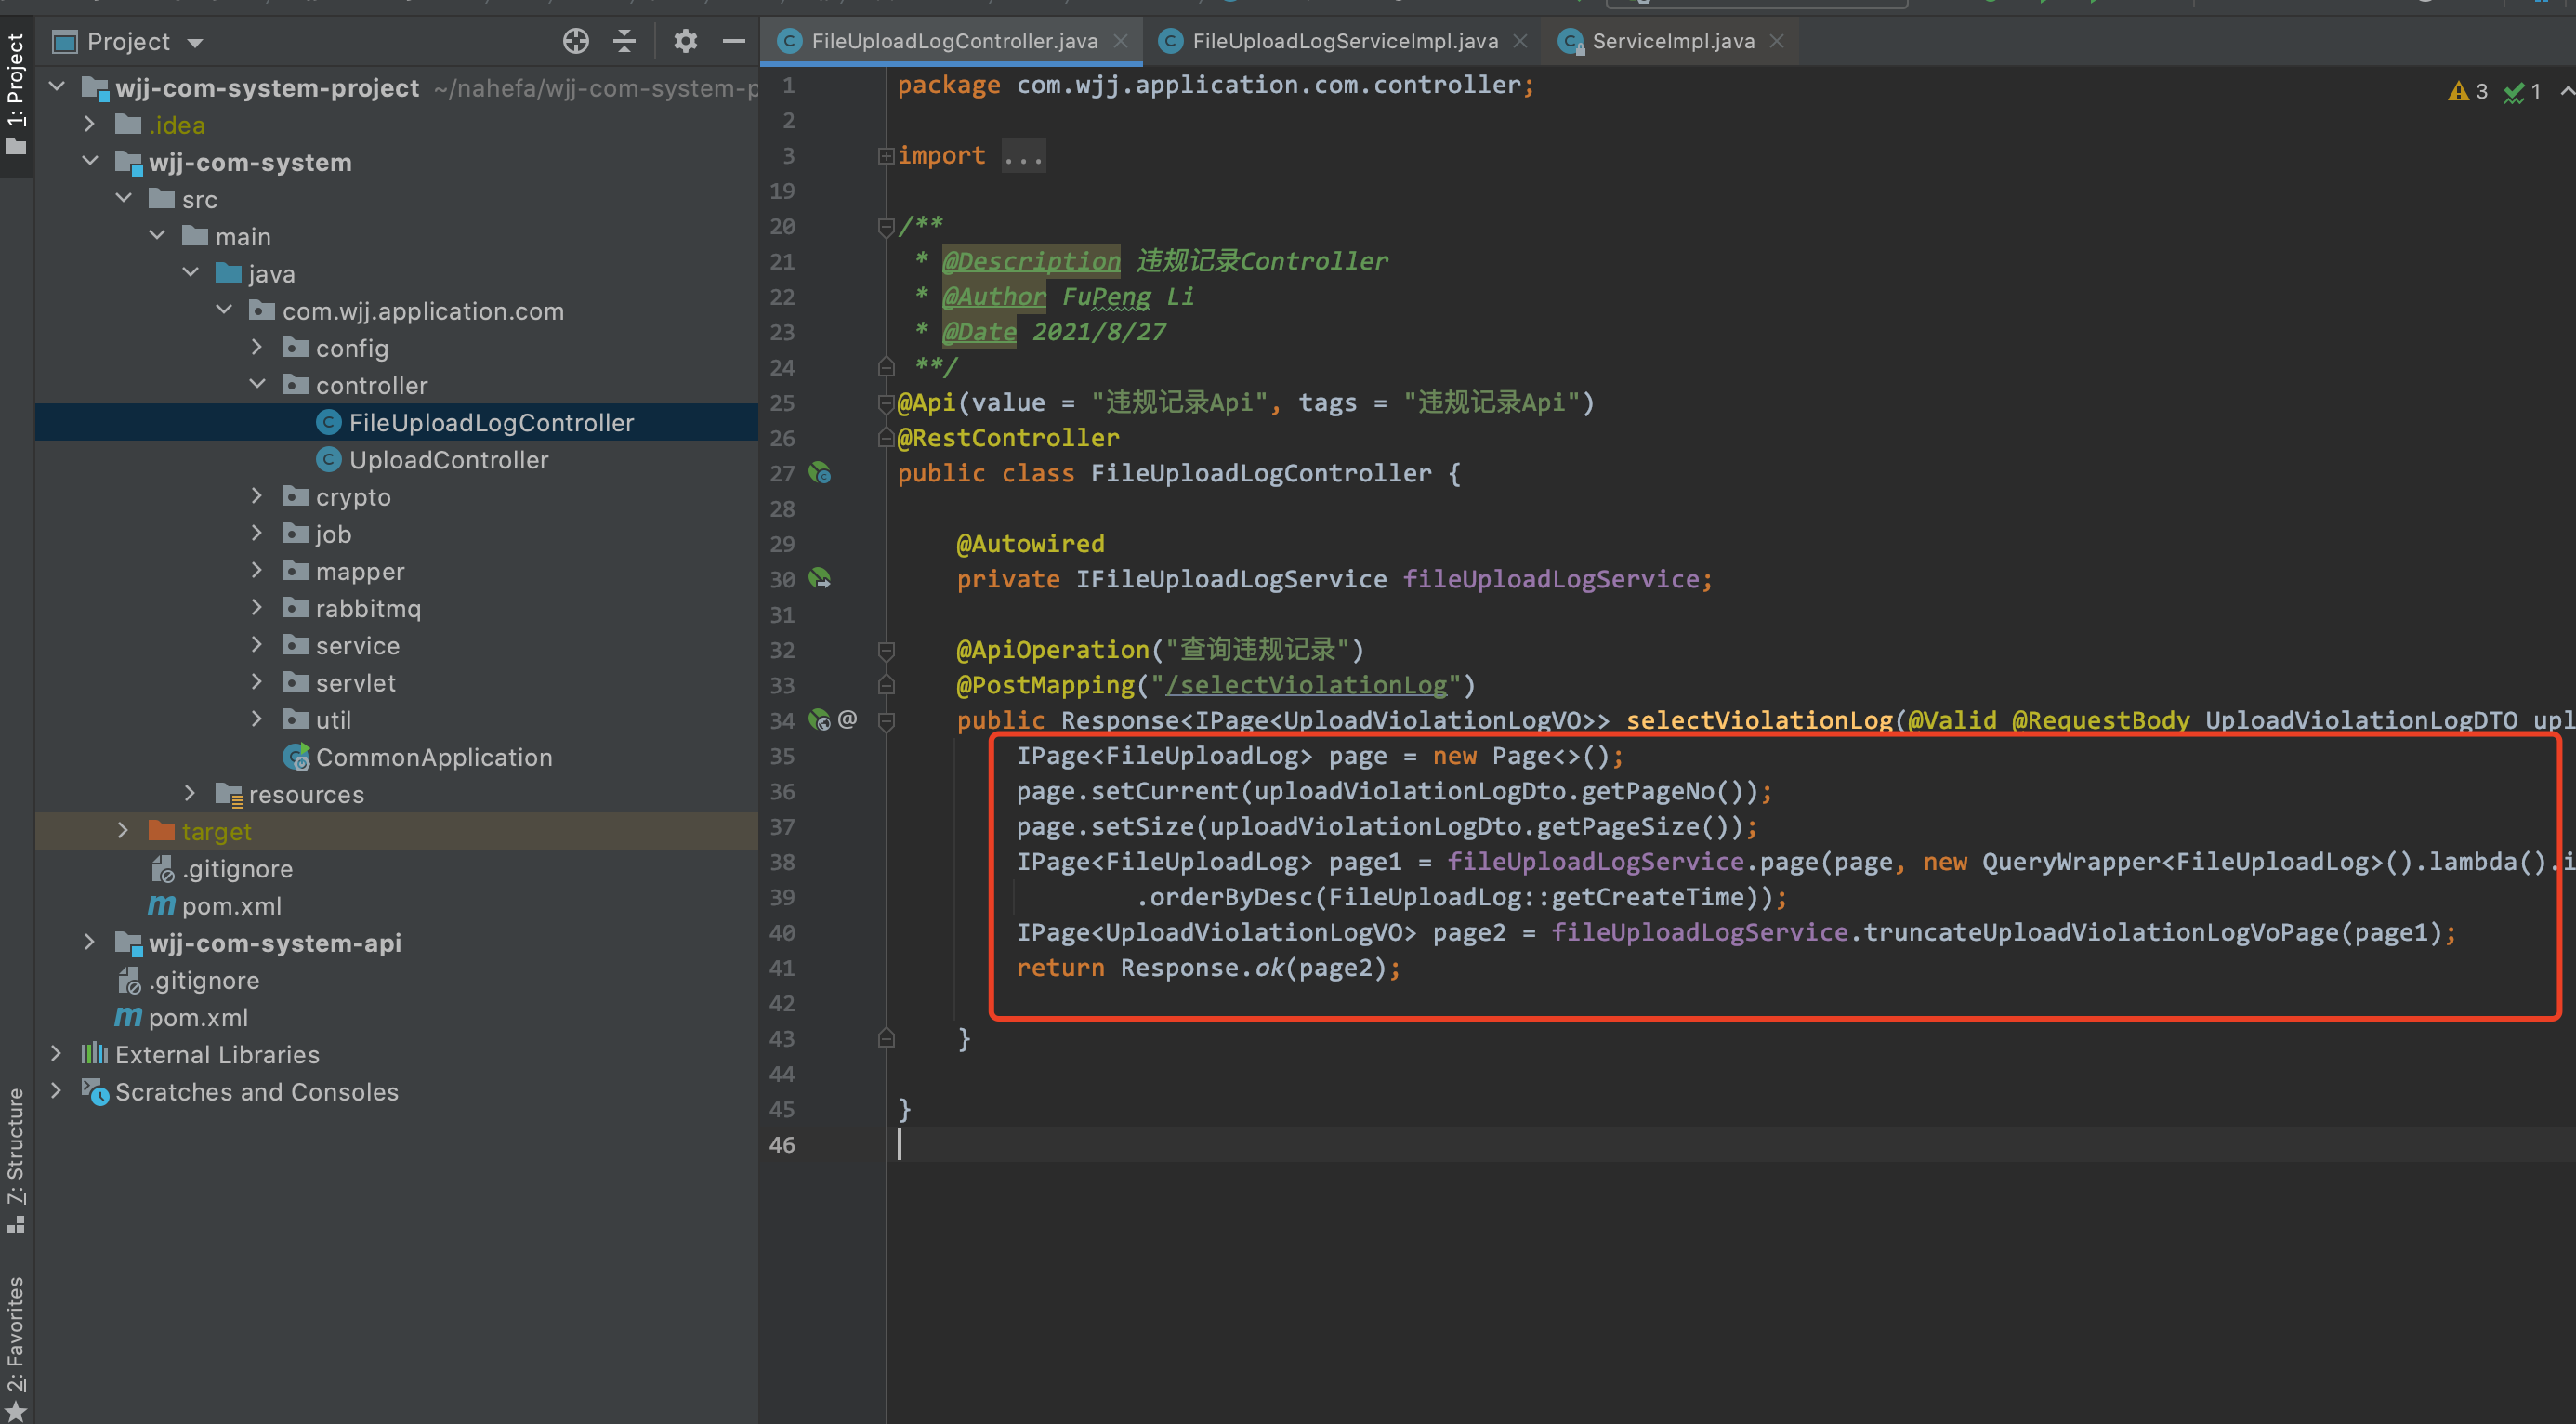 1: Project
Project
wjj-com-system-project ~/nahefa/wjj-com-system-p
.idea
wjj-com-system
src
main
java
com.wjj.application.com
config
controller
FileUploadLogController
UploadController
crypto
job
mapper
rabbitmq
service
servlet
util
CommonApplication
resources
target
.gitignore
pom.xml
wjj-com-system-api
.gitignore
pom.xml
External Libraries
Scratches and Consoles
7: Structure
2: Favorites
FileUploadLogController.java
FileUploadLogServiceImpl.java
ServiceImpl.java
3 1
1 package com.wjj.application.com.controller;
2
3 import ...
19
20 /**
21 * @Description 违规记录Controller
22 * @Author FuPeng Li
23 * @Date 2021/8/27
24 **/
25 @Api(value = "违规记录Api", tags = "违规记录Api")
26 @RestController
27 public class FileUploadLogController {
28
29 @Autowired
30 private IFileUploadLogService fileUploadLogService;
31
32 @ApiOperation("查询违规记录")
33 @PostMapping("/selectViolationLog")
34 @ public Response<IPage<UploadViolationLogVO>> selectViolationLog(@Valid @RequestBody UploadViolationLogDTO upl
35 IPage<FileUploadLog> page = new Page<>();
36 page.setCurrent(uploadViolationLogDto.getPageNo());
37 page.setSize(uploadViolationLogDto.getPageSize());
38 IPage<FileUploadLog> page1 = fileUploadLogService.page(page, new QueryWrapper<FileUploadLog>().lambda().i
39 .orderByDesc(FileUploadLog::getCreateTime));
40 IPage<UploadViolationLogVO> page2 = fileUploadLogService.truncateUploadViolationLogVoPage(page1);
41 return Response.ok(page2);
42
43 }
44
45 }
46